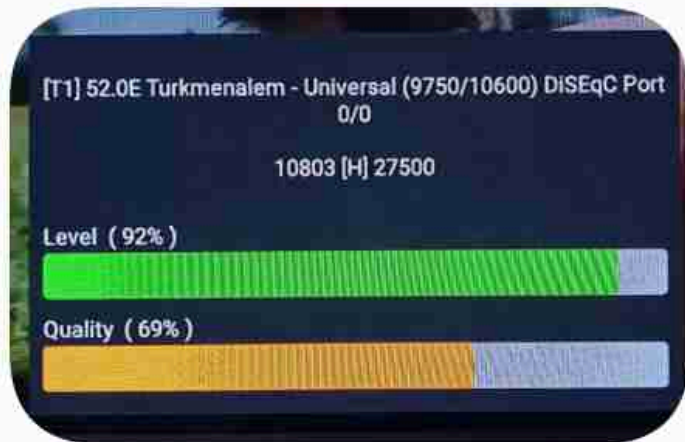 [T1] 52.0E Turkmenalem - Universal (9750/10600) DiSEqC Port
0/0
10803 [H] 27500
Level ( 92% )
Quality ( 69% )